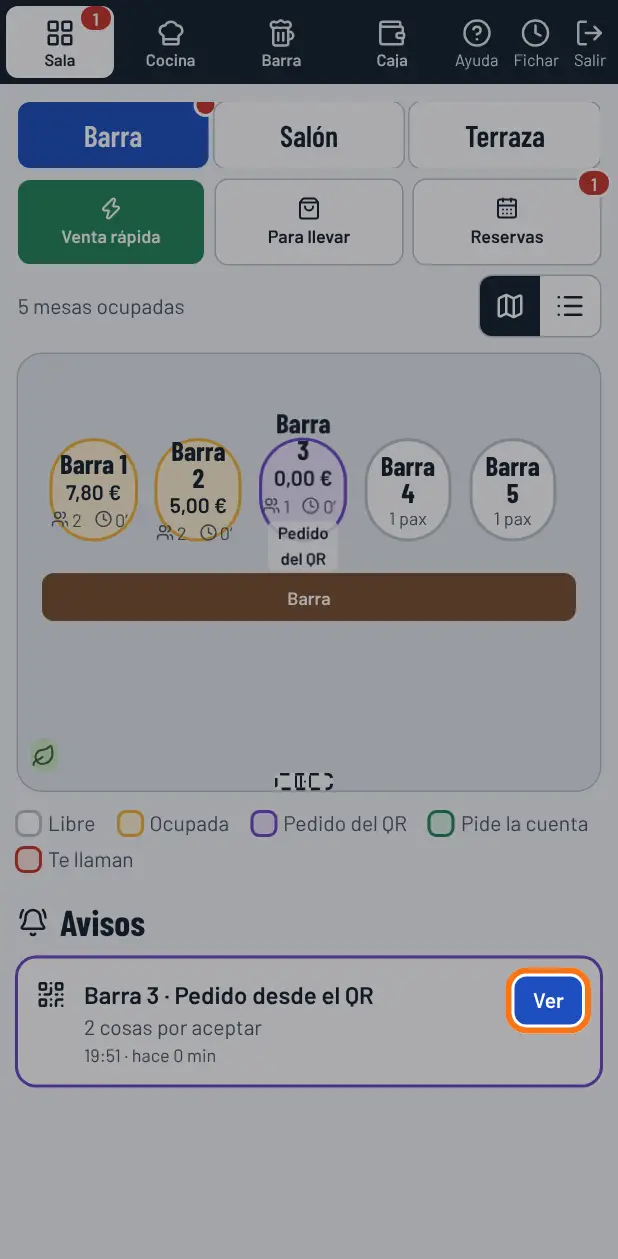 1
Sala
Cocina
Barra
Caja
Ayuda
Fichar
Salir
Barra
Salón
Terraza
Venta rápida
Para llevar
1
Reservas
5 mesas ocupadas
Barra 1
7,80 €
2 0'
Barra
2
5,00 €
2 0'
Barra
3
0,00 €
1 0'
Pedido
del QR
Barra
4
1 pax
Barra
5
1 pax
Barra
Libre
Ocupada
Pedido del QR
Pide la cuenta
Te llaman
Avisos
Barra 3 · Pedido desde el QR
2 cosas por aceptar
19:51 · hace 0 min
Ver